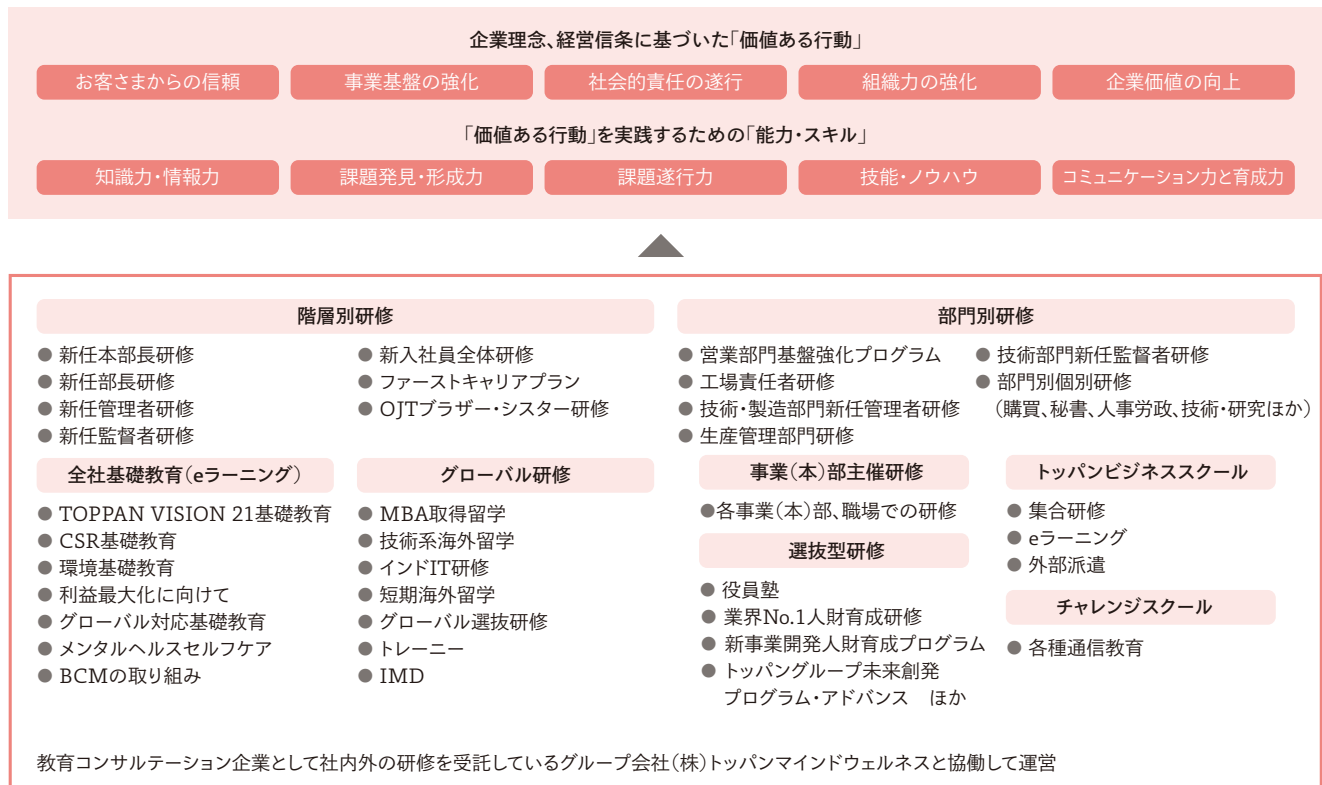 企業理念、経営信条に基づいた「価値ある行動」
お客さまからの信頼
事業基盤の強化
社会的責任の遂行
組織力の強化
企業価値の向上
「価値ある行動」を実践するための「能力・スキル」
知識力・情報力
課題発見・形成力
課題遂行力
技能・ノウハウ
コミュニケーション力と育成力
階層別研修
● 新任本部長研修
● 新任部長研修
● 新任管理者研修
● 新任監督者研修
● 新入社員全体研修
● ファーストキャリアプラン
● OJTブラザー・シスター研修
部門別研修
● 営業部門基盤強化プログラム
● 工場責任者研修
● 技術・製造部門新任管理者研修
● 生産管理部門研修
● 技術部門新任監督者研修
● 部門別個別研修
（購買、秘書、人事労政、技術・研究ほか）
全社基礎教育（eラーニング）
● TOPPAN VISION 21基礎教育
● CSR基礎教育
● 環境基礎教育
● 利益最大化に向けて
● グローバル対応基礎教育
● メンタルヘルスセルフケア
● BCMの取り組み
グローバル研修
● MBA取得留学
● 技術系海外留学
● インドIT研修
● 短期海外留学
● グローバル選抜研修
● トレーニー
● IMD
事業（本）部主催研修
●各事業（本）部、職場での研修
選抜型研修
● 役員塾
● 業界No.1人財育成研修
● 新事業開発人財育成プログラム
● トッパングループ未来創発
プログラム・アドバンス　ほか
トッパンビジネススクール
● 集合研修
● eラーニング
● 外部派遣
チャレンジスクール
● 各種通信教育
教育コンサルテーション企業として社内外の研修を受託しているグループ会社（株）トッパンマインドウェルネスと協働して運営